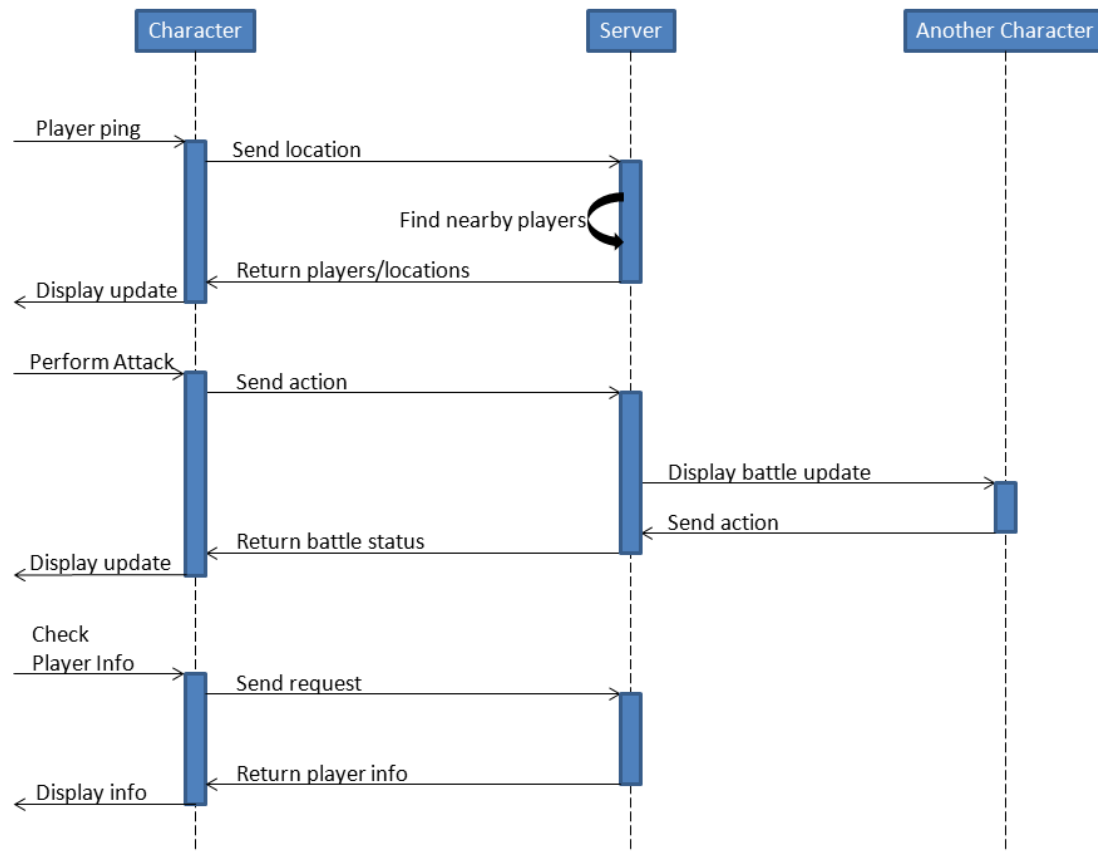 Character
Server
Another Character
Player ping
Send location
Find nearby players
Return players/locations
Display update
Perform Attack
Send action
Display battle update
Send action
Return battle status
Display update
Check
Player Info
Send request
Return player info
Display info